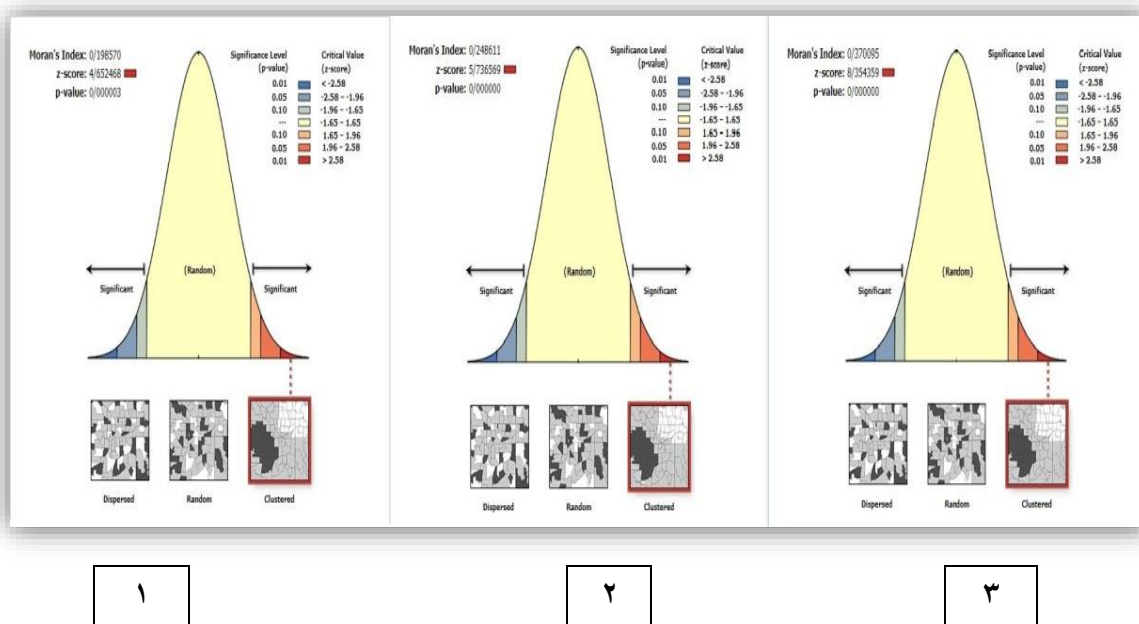 Moran's Index: 0/198570
z-score: 4/652468
p-value: 0/000003
Significance Level (p-value)
Critical Value (z-score)
0.01 < -2.58
0.05 -2.58 - -1.96
0.10 -1.96 - -1.65
... -1.65 - 1.65
0.10 1.65 - 1.96
0.05 1.96 - 2.58
0.01 > 2.58
(Random)
Significant Significant
Dispersed Random Clustered
Moran's Index: 0/248611
z-score: 5/736569
p-value: 0/000000
Significance Level (p-value)
Critical Value (z-score)
0.01 < -2.58
0.05 -2.58 - -1.96
0.10 -1.96 - -1.65
... -1.65 - 1.65
0.10 1.65 - 1.96
0.05 1.96 - 2.58
0.01 > 2.58
(Random)
Significant Significant
Dispersed Random Clustered
Moran's Index: 0/370095
z-score: 8/354359
p-value: 0/000000
Significance Level (p-value)
Critical Value (z-score)
0.01 < -2.58
0.05 -2.58 - -1.96
0.10 -1.96 - -1.65
... -1.65 - 1.65
0.10 1.65 - 1.96
0.05 1.96 - 2.58
0.01 > 2.58
(Random)
Significant Significant
Dispersed Random Clustered
۱
۲
۳